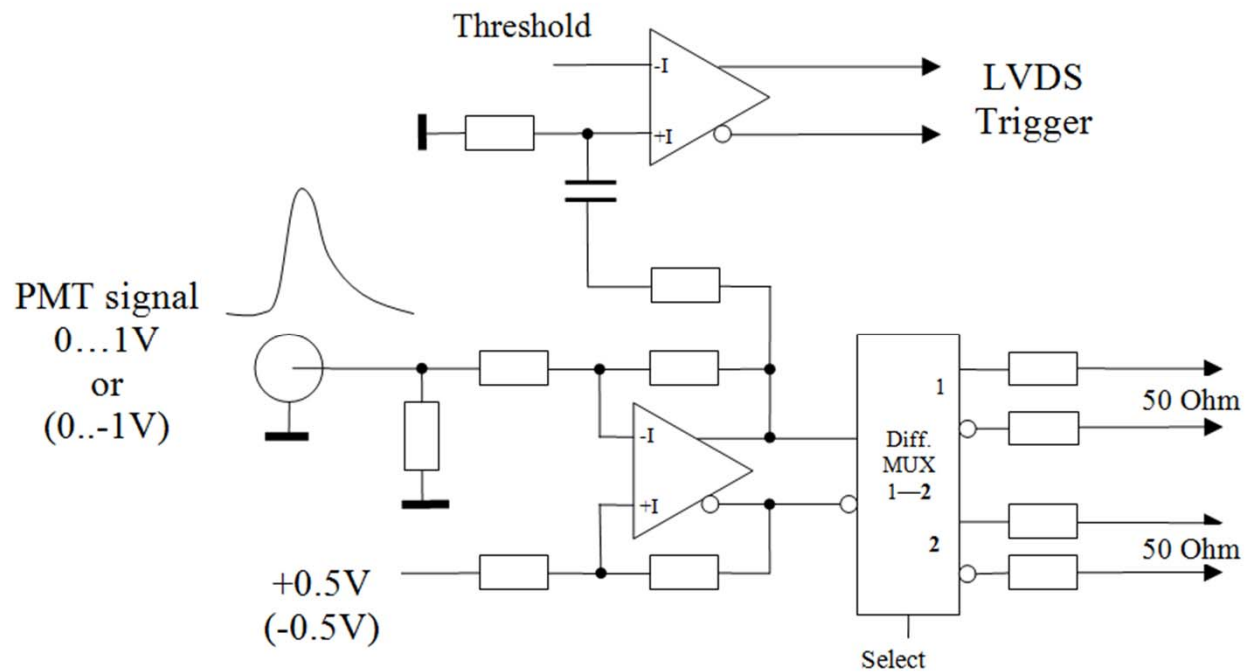 Threshold
-I
+I
LVDS
Trigger
PMT signal
0...1V
or
(0..-1V)
-I
+I
+0.5V
(-0.5V)
1
Diff.
MUX
1—2
2
Select
50 Ohm
50 Ohm